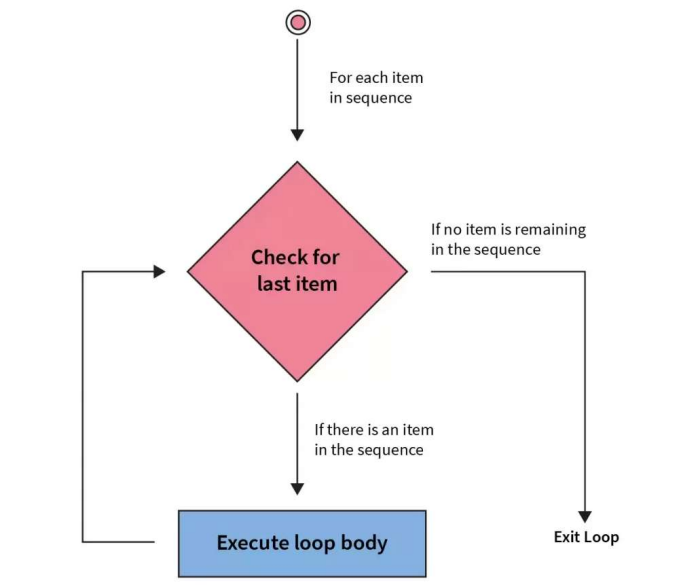 For each item
in sequence
If no item is remaining
in the sequence
Check for
last item
If there is an item
in the sequence
Execute loop body
Exit Loop